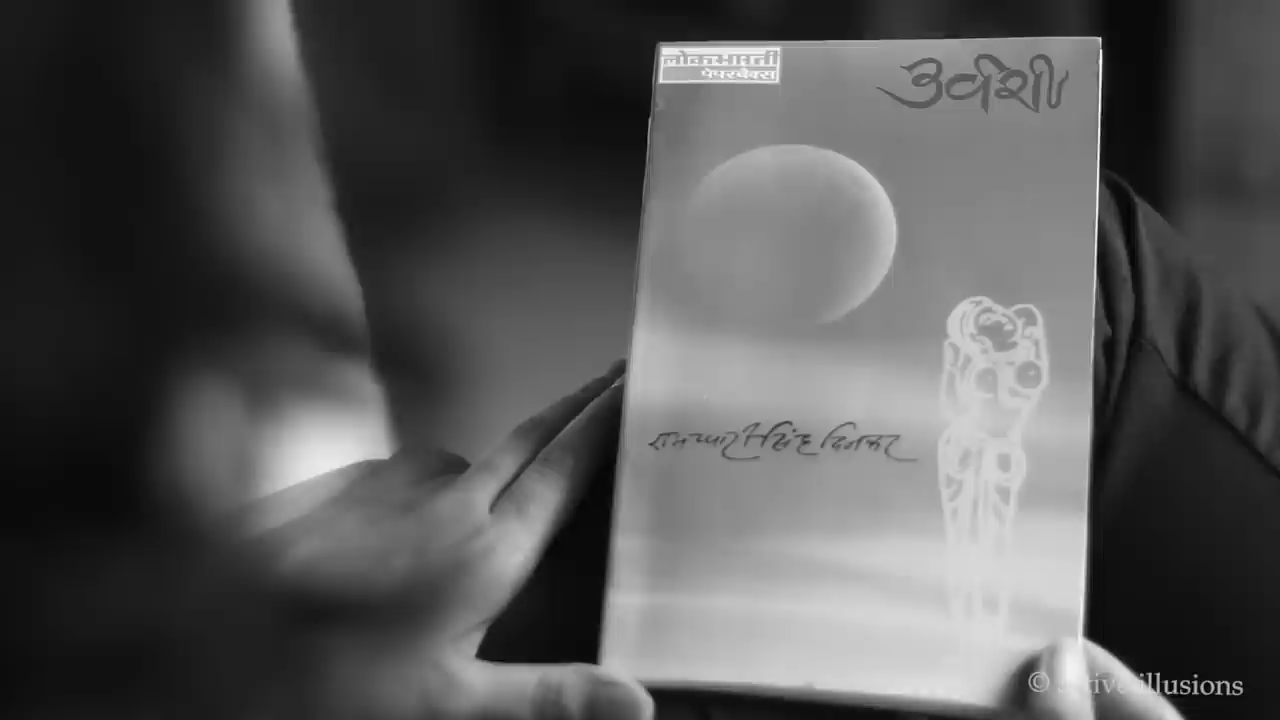 लोकभारती
पेपरबैक्स
उर्वशी
रामधारी सिंह दिनकर
© illusions